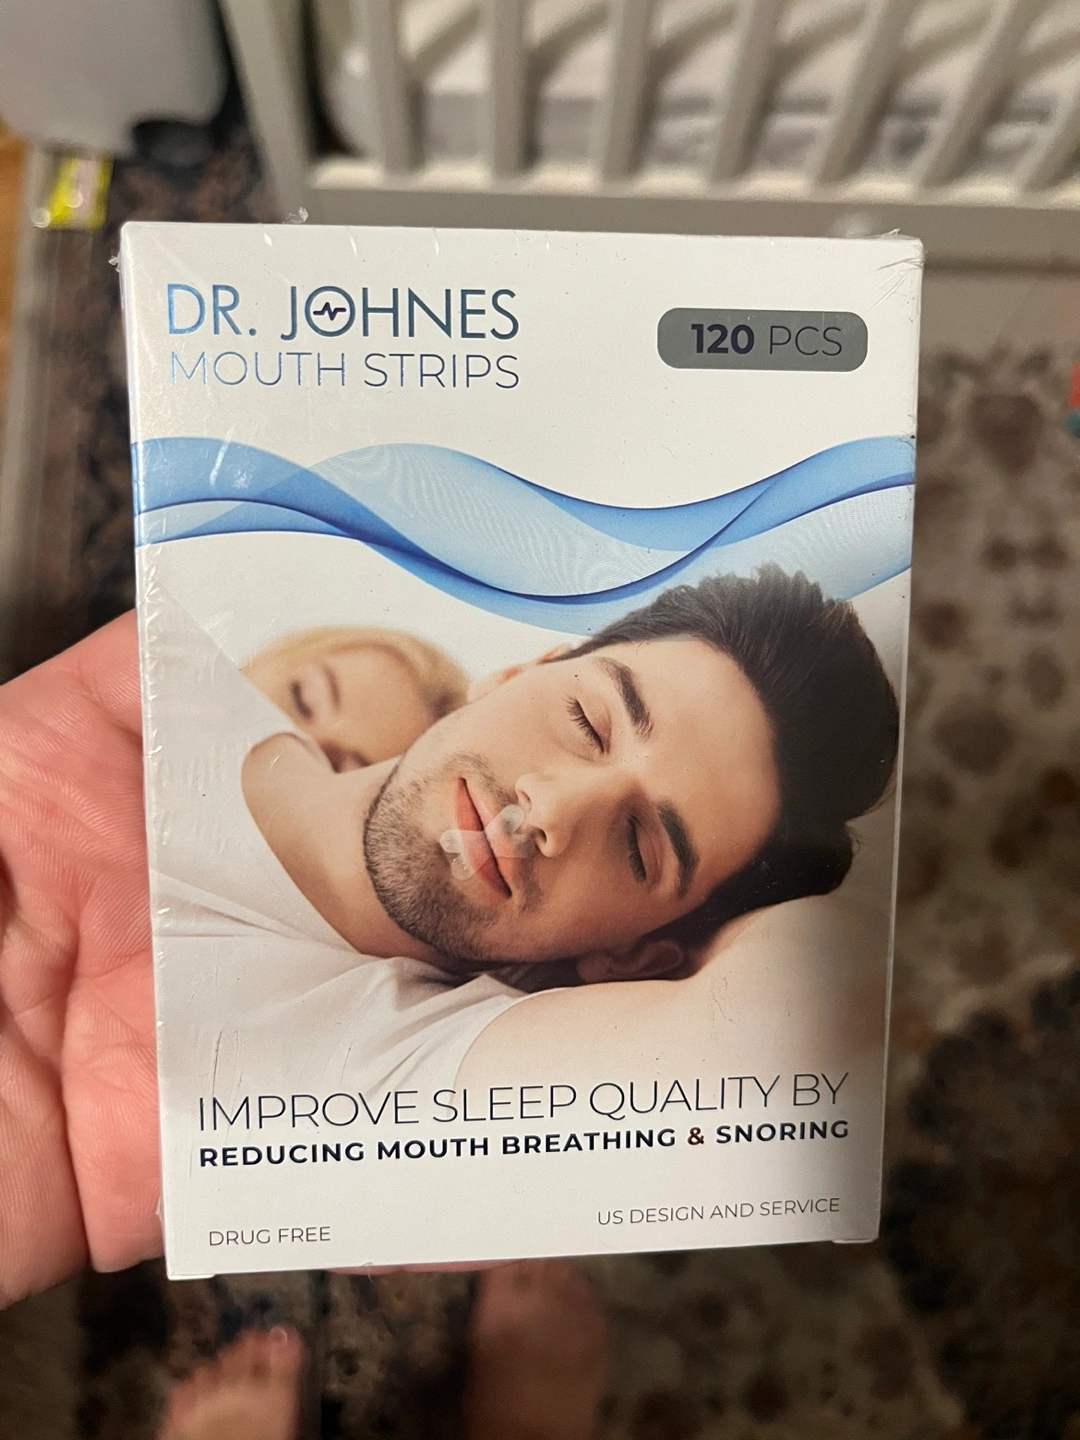 DR. JOHNES
MOUTH STRIPS
120 PCS
IMPROVE SLEEP QUALITY BY
REDUCING MOUTH BREATHING & SNORING
DRUG FREE
US DESIGN AND SERVICE